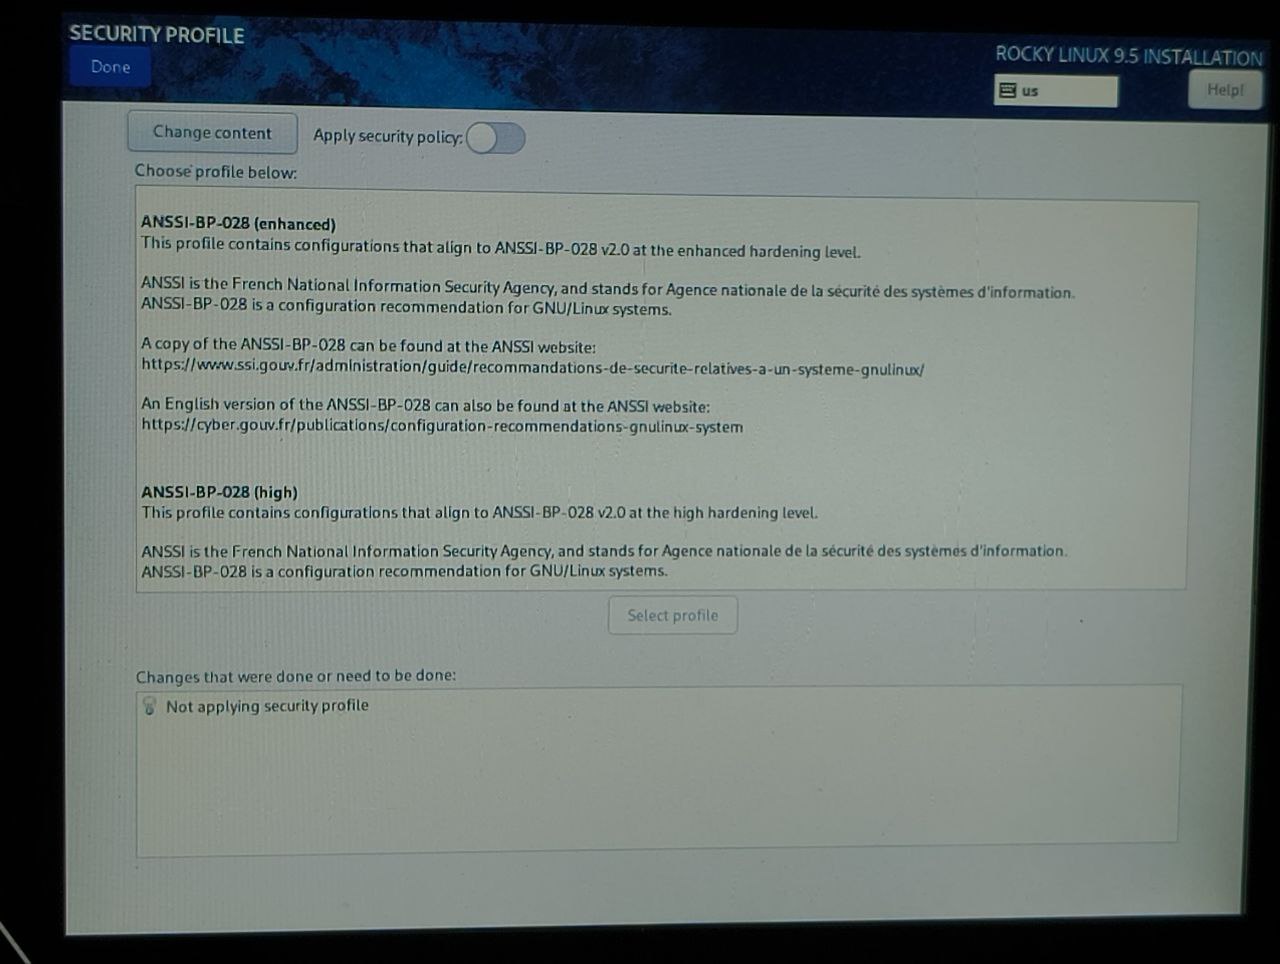 SECURITY PROFILE
Done
ROCKY LINUX 9.5 INSTALLATION
us
Help!
Change content
Apply security policy:
Choose profile below:
ANSSI-BP-028 (enhanced)
This profile contains configurations that align to ANSSI-BP-028 v2.0 at the enhanced hardening level.
ANSSI is the French National Information Security Agency, and stands for Agence nationale de la sécurité des systèmes d'information.
ANSSI-BP-028 is a configuration recommendation for GNU/Linux systems.
A copy of the ANSSI-BP-028 can be found at the ANSSI website:
https://www.ssi.gouv.fr/administration/guide/recommandations-de-securite-relatives-a-un-systeme-gnulinux/
An English version of the ANSSI-BP-028 can also be found at the ANSSI website:
https://cyber.gouv.fr/publications/configuration-recommendations-gnulinux-system
ANSSI-BP-028 (high)
This profile contains configurations that align to ANSSI-BP-028 v2.0 at the high hardening level.
ANSSI is the French National Information Security Agency, and stands for Agence nationale de la sécurité des systèmes d'information.
ANSSI-BP-028 is a configuration recommendation for GNU/Linux systems.
Select profile
Changes that were done or need to be done:
Not applying security profile